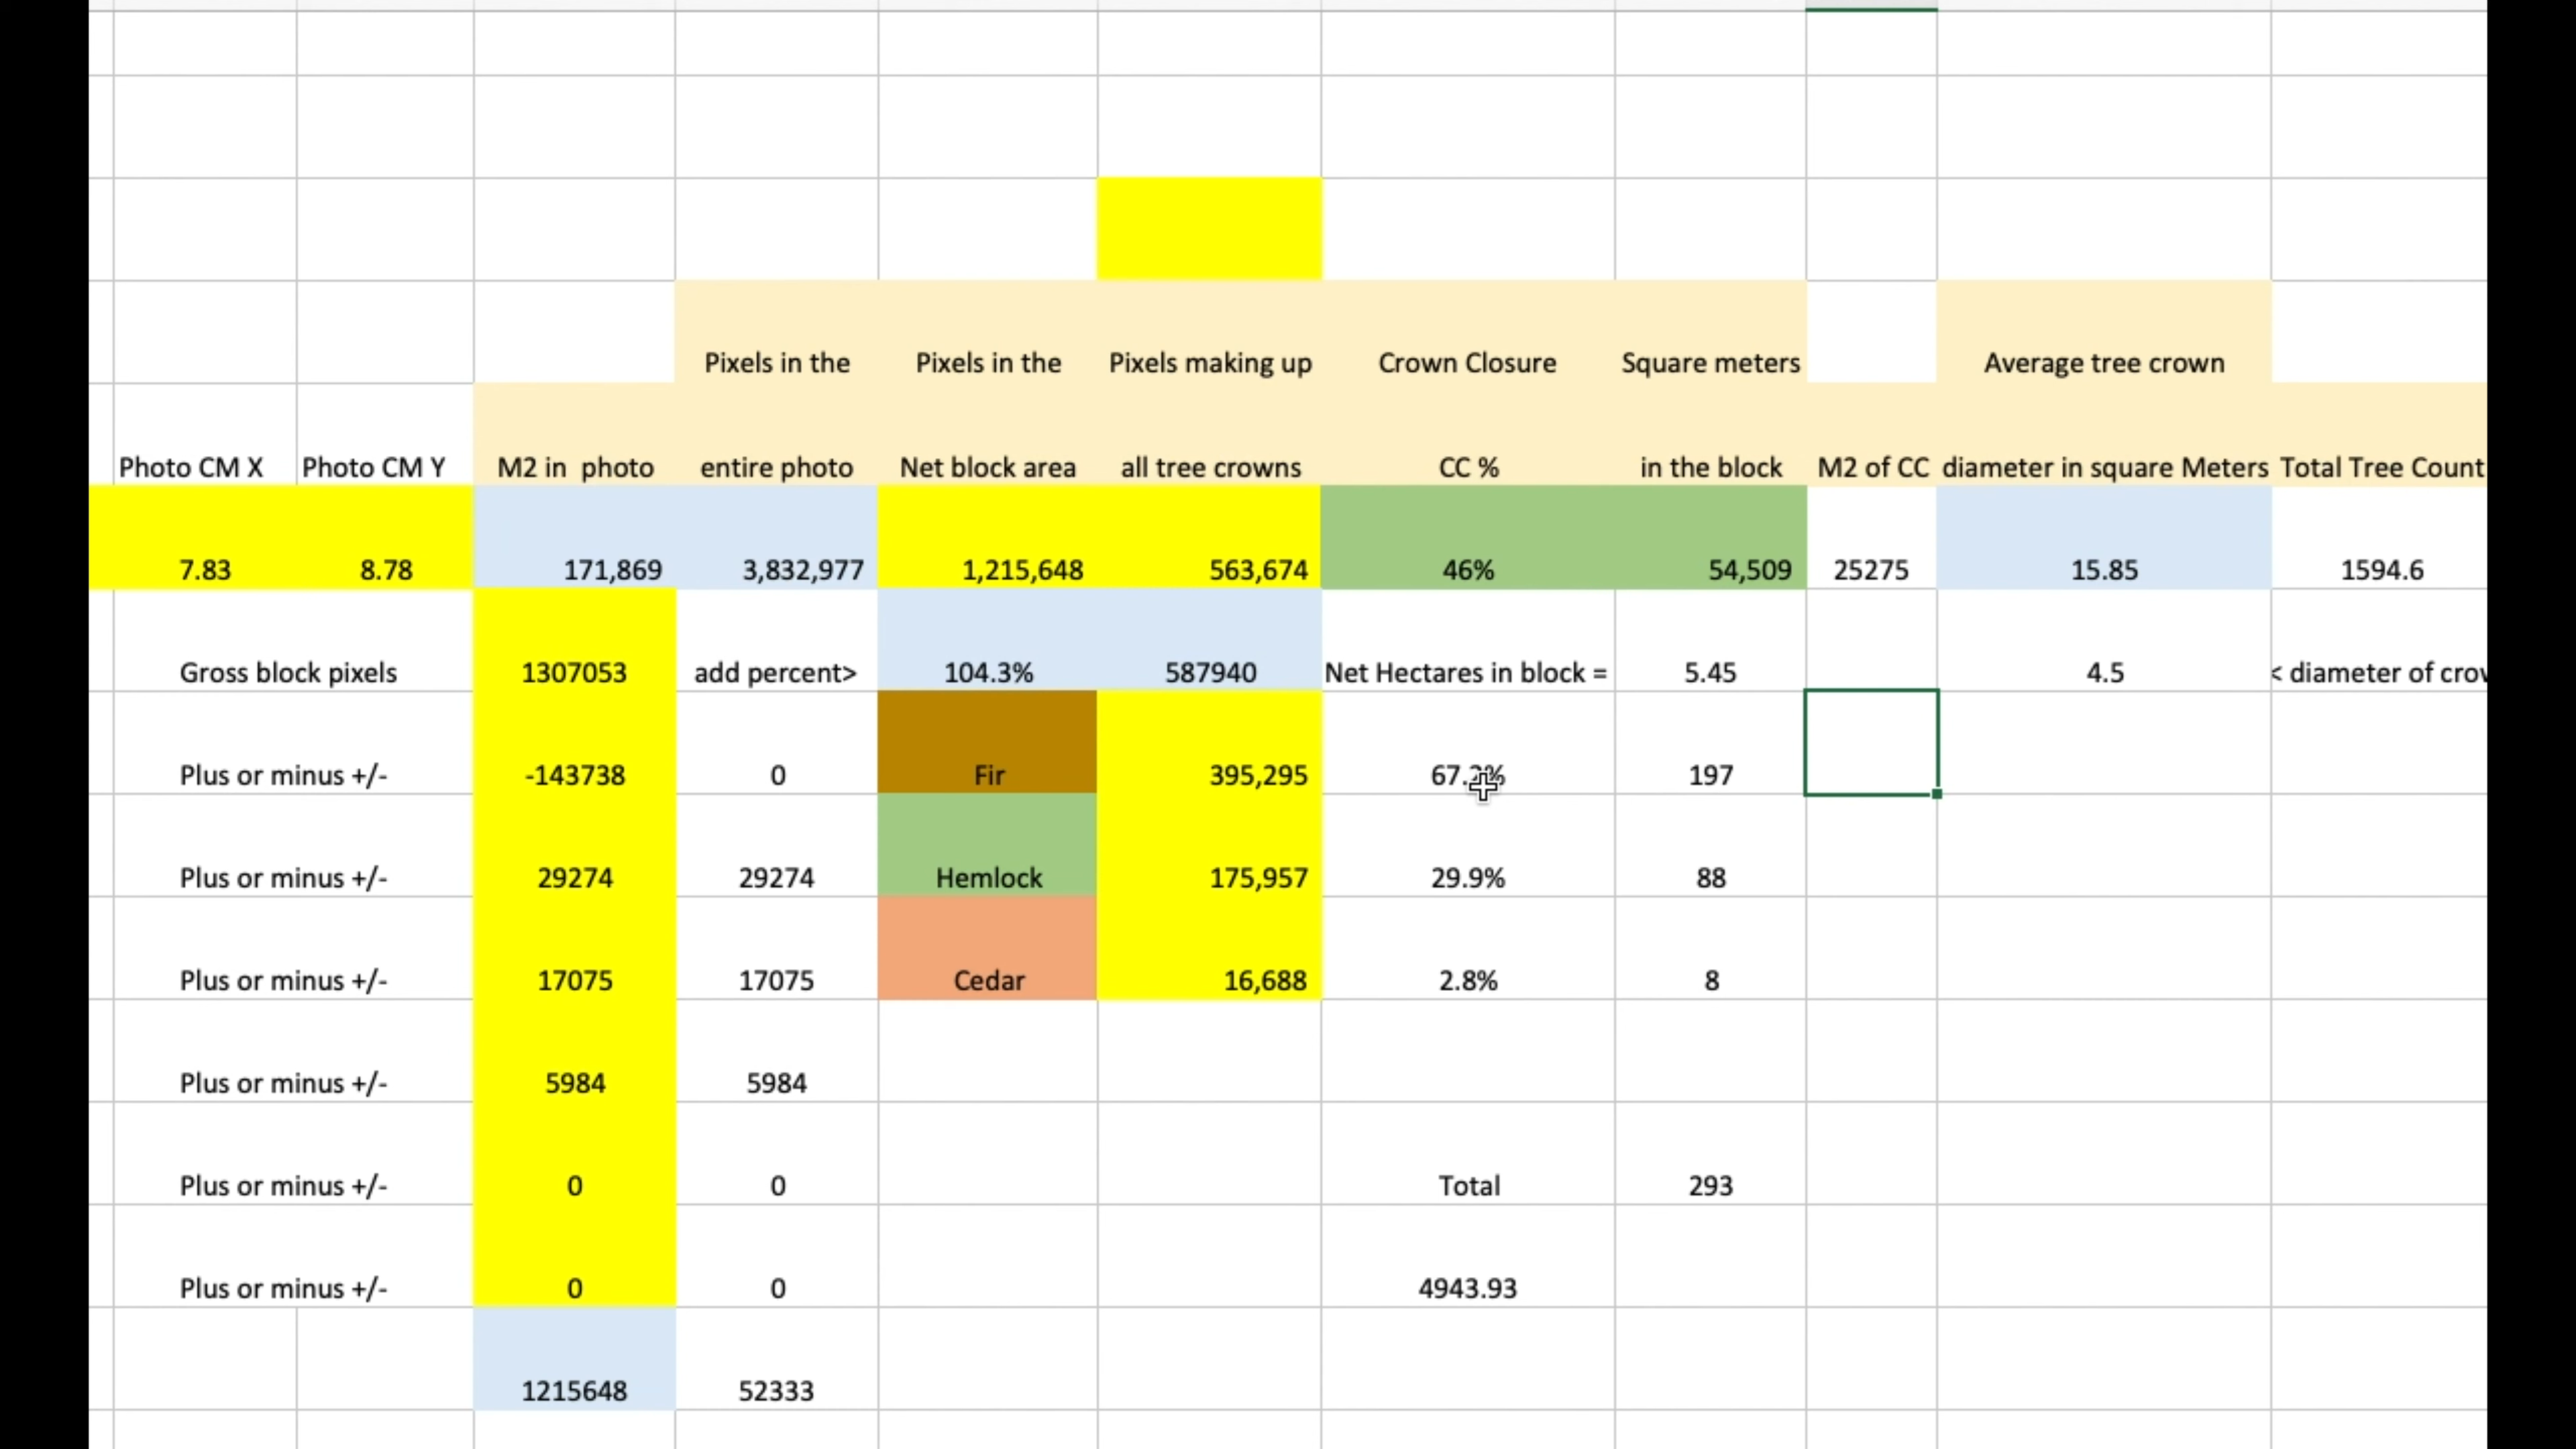 Pixels in the Pixels in the Pixels making up Crown Closure Square meters Average tree crown
Photo CM X Photo CM Y M2 in photo entire photo Net block area all tree crowns CC % in the block M2 of CC diameter in square Meters Total Tree Count
7.83 8.78 171,869 3,832,977 1,215,648 563,674 46% 54,509 25275 15.85 1594.6
Gross block pixels 1307053 add percent> 104.3% 587940 Net Hectares in block = 5.45 4.5 < diameter of
Plus or minus +/- -143738 0 Fir 395,295 197
Plus or minus +/- 29274 29274 Hemlock 175,957 29.9% 88
Plus or minus +/- 17075 17075 Cedar 16,688 2.8% 8
Plus or minus +/- 5984 5984
Plus or minus +/- 0 0 Total 293
Plus or minus +/- 0 0 4943.93
1215648 52333